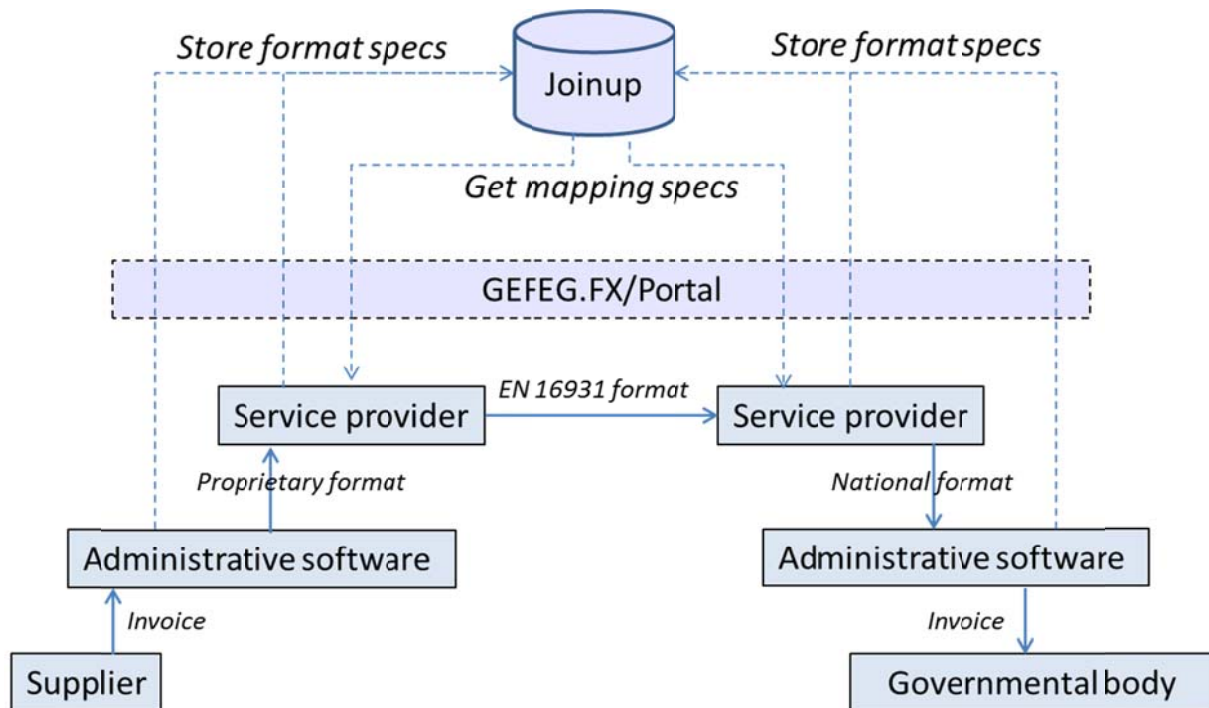 Store format specs
Store format specs
Joinup
Get mapping specs
GEFEG.FX/Portal
EN 16931 format
Service provider
Service provider
Proprietary format
National format
Administrative software
Administrative software
Invoice
Invoice
Supplier
Governmental body